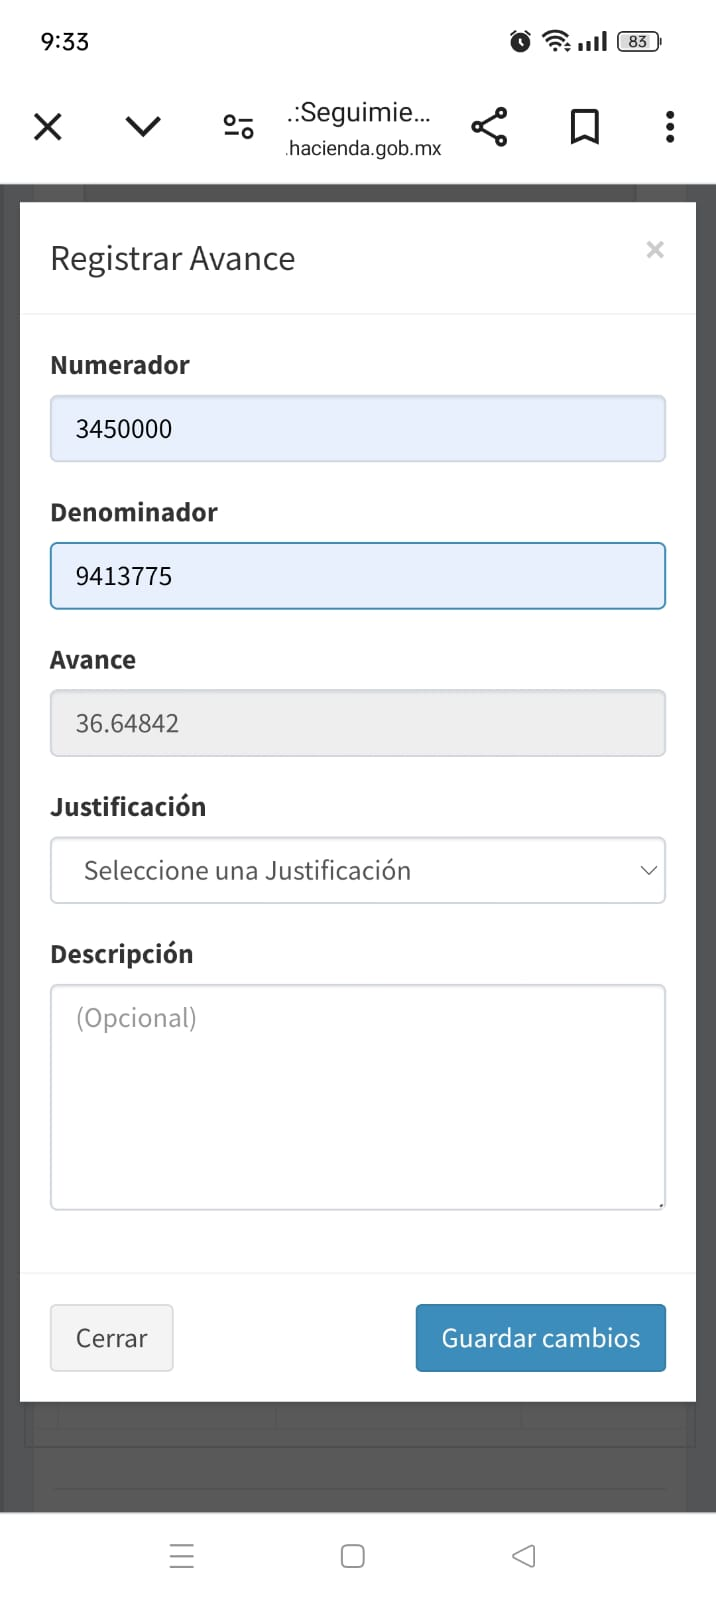 9:33
83
.:Seguimie...
.hacienda.gob.mx
Registrar Avance
×
Numerador
3450000
Denominador
9413775
Avance
36.64842
Justificación
Seleccione una Justificación
Descripción
(Opcional)
Cerrar
Guardar cambios